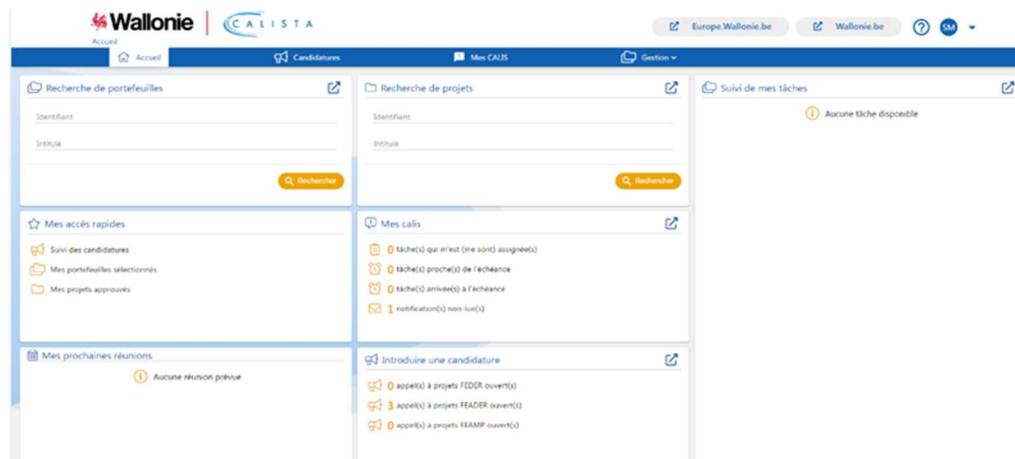 Wallonie
CALISTA
Europe.Wallonie.be
Wallonie.be
SM
Accueil
Accueil
Candidatures
Mes CALIS
Gestion
Recherche de portefeuilles
Identifiant
Intitulé
Rechercher
Recherche de projets
Identifiant
Intitulé
Rechercher
Suivi de mes tâches
Aucune tâche disponible
Mes accès rapides
Suivi des candidatures
Mes portefeuilles sélectionnés
Mes projets approuvés
Mes calis
0 tâche(s) qui m'est (me sont) assignée(s)
0 tâche(s) proche(s) de l'échéance
0 tâche(s) arrivée(s) à l'échéance
1 notification(s) non-lue(s)
Mes prochaines réunions
Aucune réunion prévue
Introduire une candidature
0 appel(s) à projets FEDER ouvert(s)
3 appel(s) à projets FEADER ouvert(s)
0 appel(s) à projets FEAMP ouvert(s)